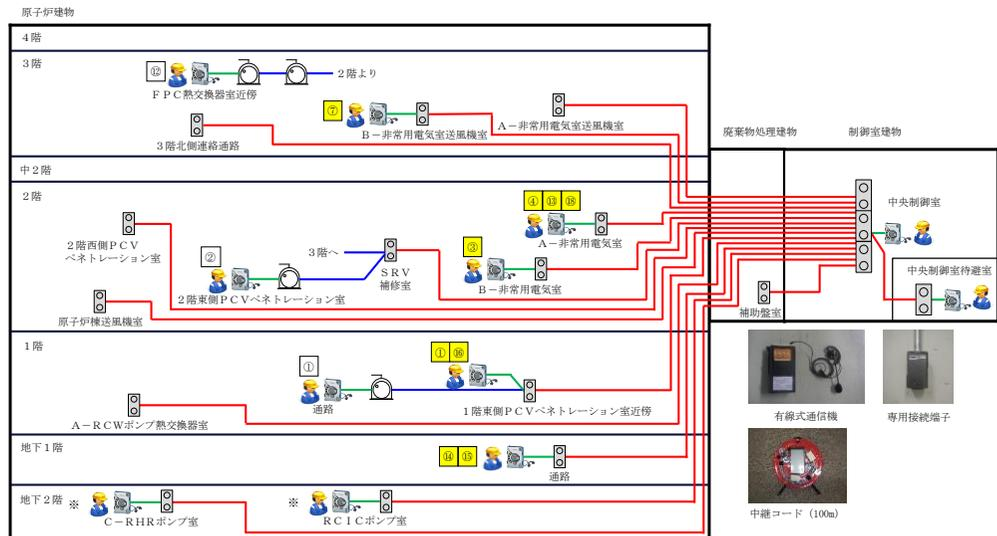 原子炉建物
4階
3階
⑫
2階より
FPC熱交換器室近傍
⑦
B－非常用電気室送風機室
A－非常用電気室送風機室
3階北側連絡通路
廃棄物処理建物
制御室建物
中2階
2階
④ ⑬ ⑱
A－非常用電気室
中央制御室
2階西側PCV
ペネトレーション室
②
3階へ
SRV
補修室
③
B－非常用電気室
2階東側PCVペネトレーション室
中央制御室待避室
原子炉棟送風機室
補助盤室
1階
①
通路
① ⑯
1階東側PCVペネトレーション室近傍
A－RCWポンプ熱交換器室
有線式通信機
専用接続端子
地下1階
⑭ ⑮
通路
地下2階
※
C－RHRポンプ室
※
RCICポンプ室
中継コード（100m）